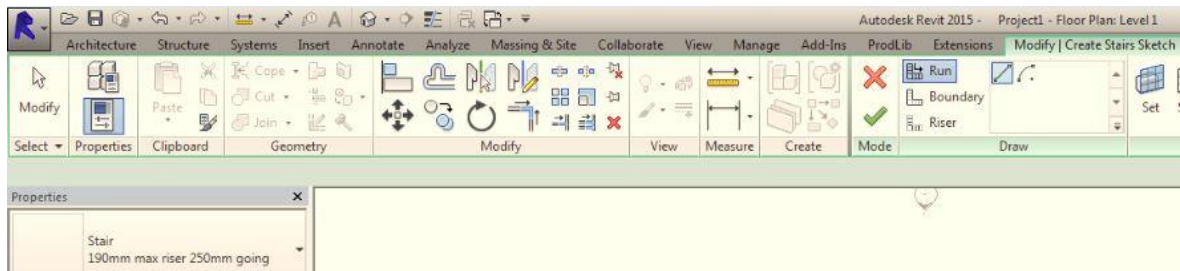 Autodesk Revit 2015 - Project1 - Floor Plan: Level 1
Architecture Structure Systems Insert Annotate Analyze Massing & Site Collaborate View Manage Add-Ins ProdLib Extensions Modify | Create Stairs Sketch
Modify
Paste
Cope
Cut
Join
Run
Boundary
Riser
Set
Select Properties Clipboard Geometry Modify View Measure Create Mode Draw
Properties
Stair
190mm max riser 250mm going